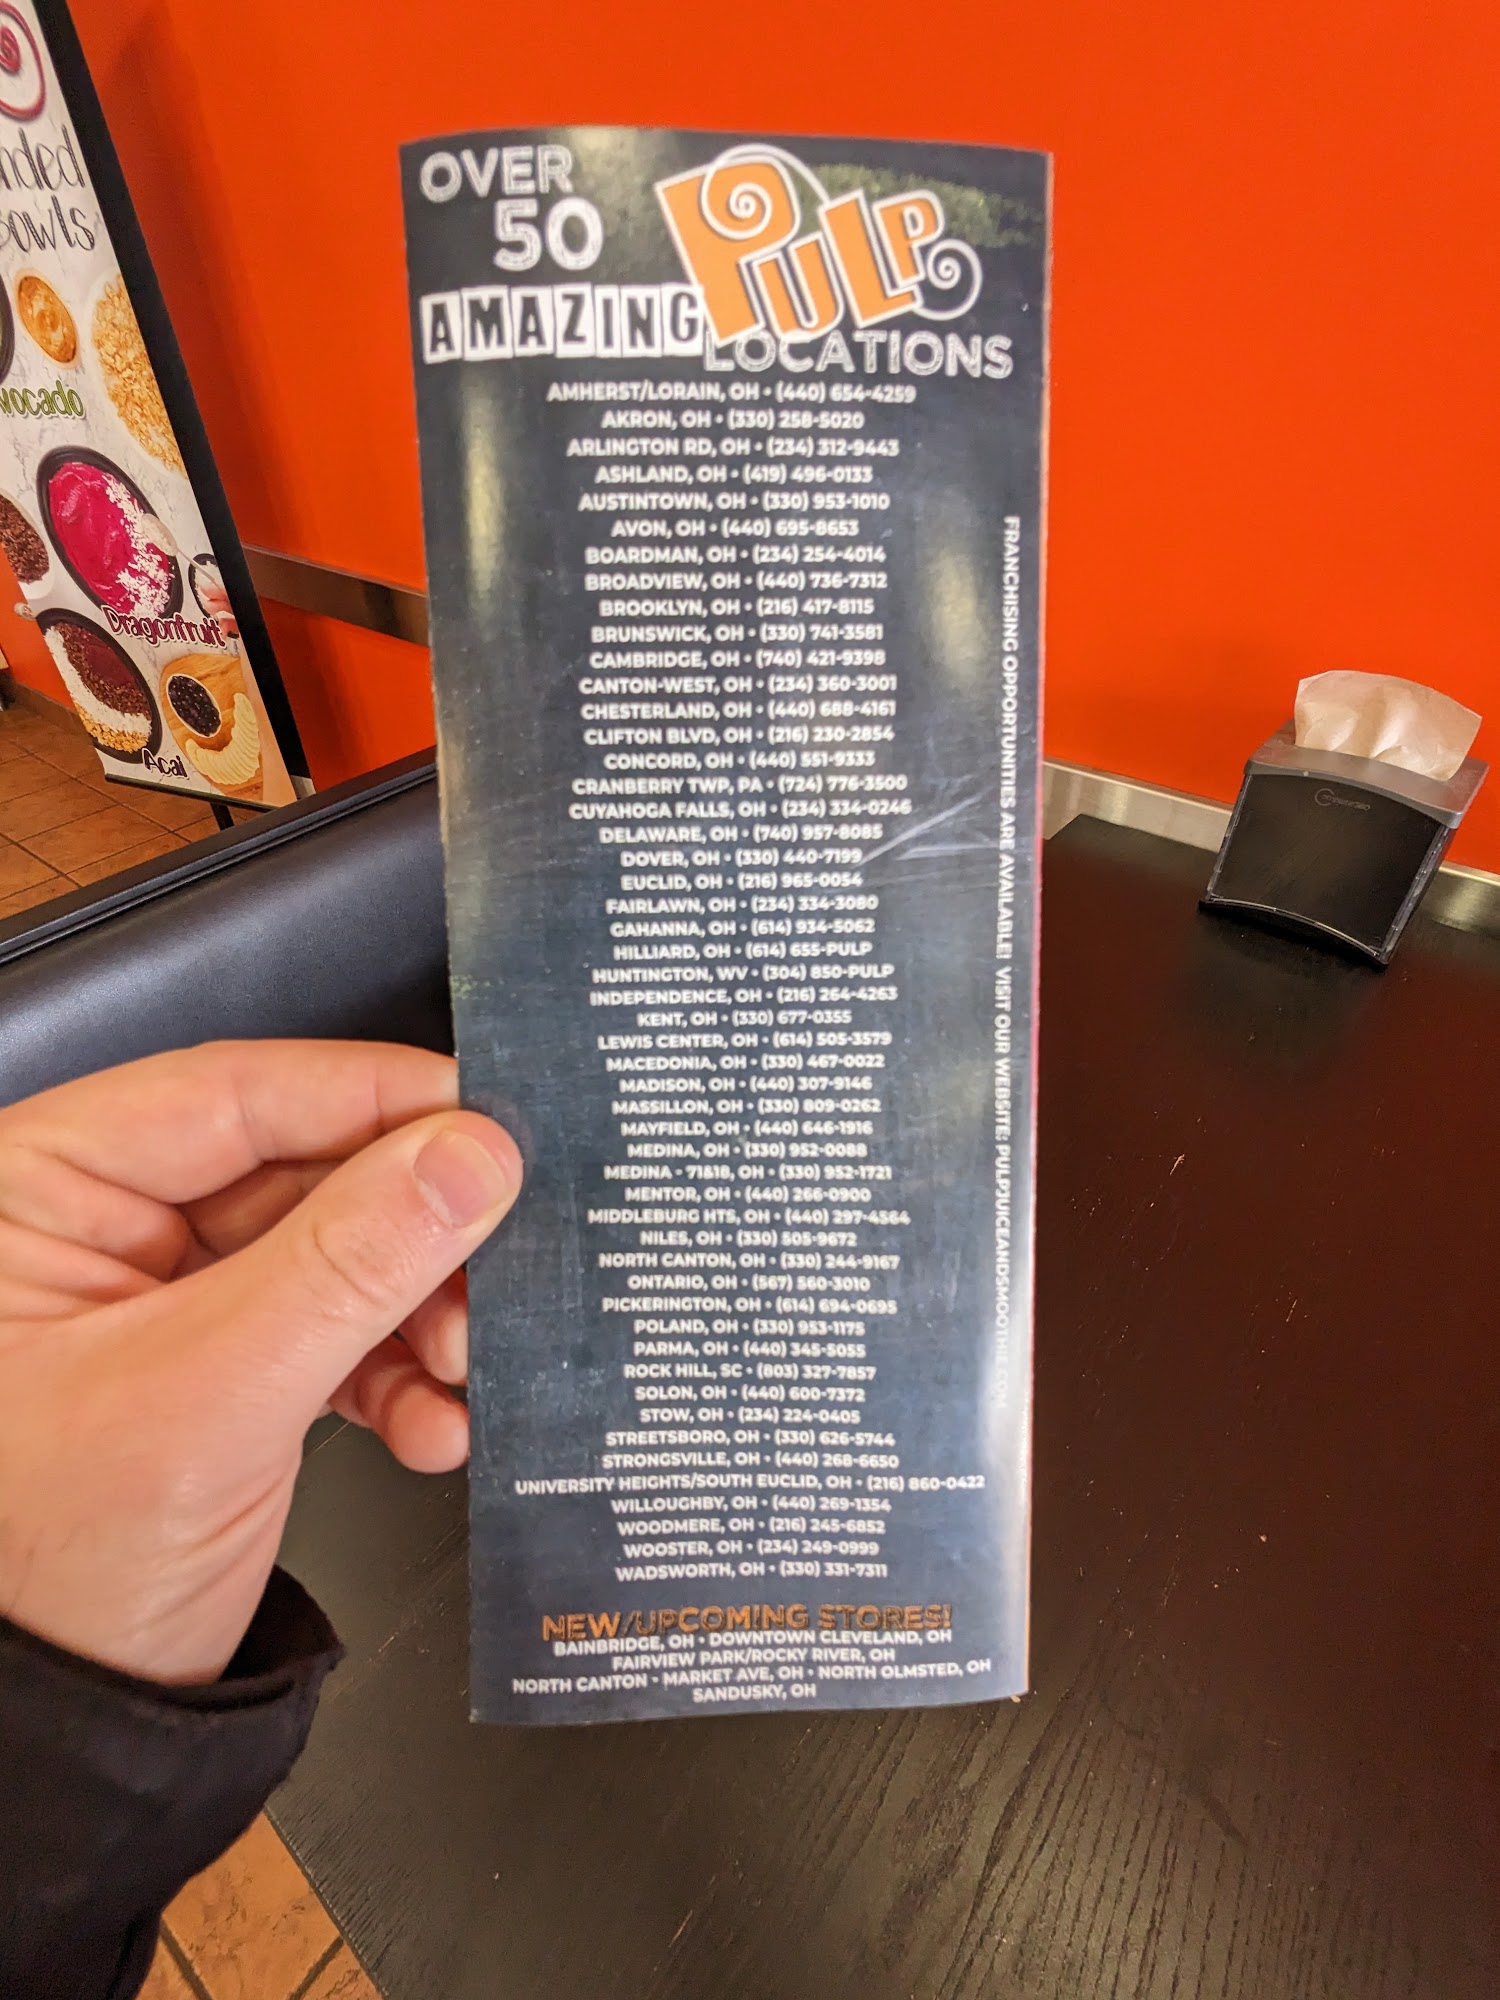 nded
Bowls
vocado
Dragonfruit
Acai
OVER
50
AMAZING
PULP
LOCATIONS
AMHERST/LORAIN, OH • (440) 654-4259
AKRON, OH • (330) 258-5020
ARLINGTON RD, OH • (234) 312-9443
ASHLAND, OH • (419) 496-0133
AUSTINTOWN, OH • (330) 953-1010
AVON, OH • (440) 695-8653
BOARDMAN, OH • (234) 254-4014
BROADVIEW, OH • (440) 736-7312
BROOKLYN, OH • (216) 417-8115
BRUNSWICK, OH • (330) 741-3581
CAMBRIDGE, OH • (740) 421-9398
CANTON-WEST, OH • (234) 360-3001
CHESTERLAND, OH • (440) 688-4161
CLIFTON BLVD, OH • (216) 230-2854
CONCORD, OH • (440) 551-9333
CRANBERRY TWP, PA • (724) 776-3500
CUYAHOGA FALLS, OH • (234) 334-0246
DELAWARE, OH • (740) 957-8085
DOVER, OH • (330) 440-7199
EUCLID, OH • (216) 965-0054
FAIRLAWN, OH • (234) 334-3080
GAHANNA, OH • (614) 934-5062
HILLIARD, OH • (614) 655-PULP
HUNTINGTON, WV • (304) 850-PULP
INDEPENDENCE, OH • (216) 264-4263
KENT, OH • (330) 677-0355
LEWIS CENTER, OH • (614) 505-3579
MACEDONIA, OH • (330) 467-0022
MADISON, OH • (440) 307-9146
MASSILLON, OH • (330) 809-0262
MAYFIELD, OH • (440) 646-1916
MEDINA, OH • (330) 952-0088
MEDINA - 71&18, OH • (330) 952-1721
MENTOR, OH • (440) 266-0900
MIDDLEBURG HTS, OH • (440) 297-4564
NILES, OH • (330) 505-9672
NORTH CANTON, OH • (330) 244-9167
ONTARIO, OH • (567) 560-3010
PICKERINGTON, OH • (614) 694-0695
POLAND, OH • (330) 953-1175
PARMA, OH • (440) 345-5055
ROCK HILL, SC • (803) 327-7857
SOLON, OH • (440) 600-7372
STOW, OH • (234) 224-0405
STREETSBORO, OH • (330) 626-5744
STRONGSVILLE, OH • (440) 268-6650
UNIVERSITY HEIGHTS/SOUTH EUCLID, OH • (216) 860-0422
WILLOUGHBY, OH • (440) 269-1354
WOODMERE, OH • (216) 245-6852
WOOSTER, OH • (234) 249-0999
WADSWORTH, OH • (330) 331-7311
NEW/UPCOMING STORES!
BAINBRIDGE, OH • DOWNTOWN CLEVELAND, OH
FAIRVIEW PARK/ROCKY RIVER, OH
NORTH CANTON • MARKET AVE, OH • NORTH OLMSTED, OH
SANDUSKY, OH
FRANCHISING OPPORTUNITIES ARE AVAILABLE! VISIT OUR WEBSITE: PULPJUICEANDSMOOTHIE.COM